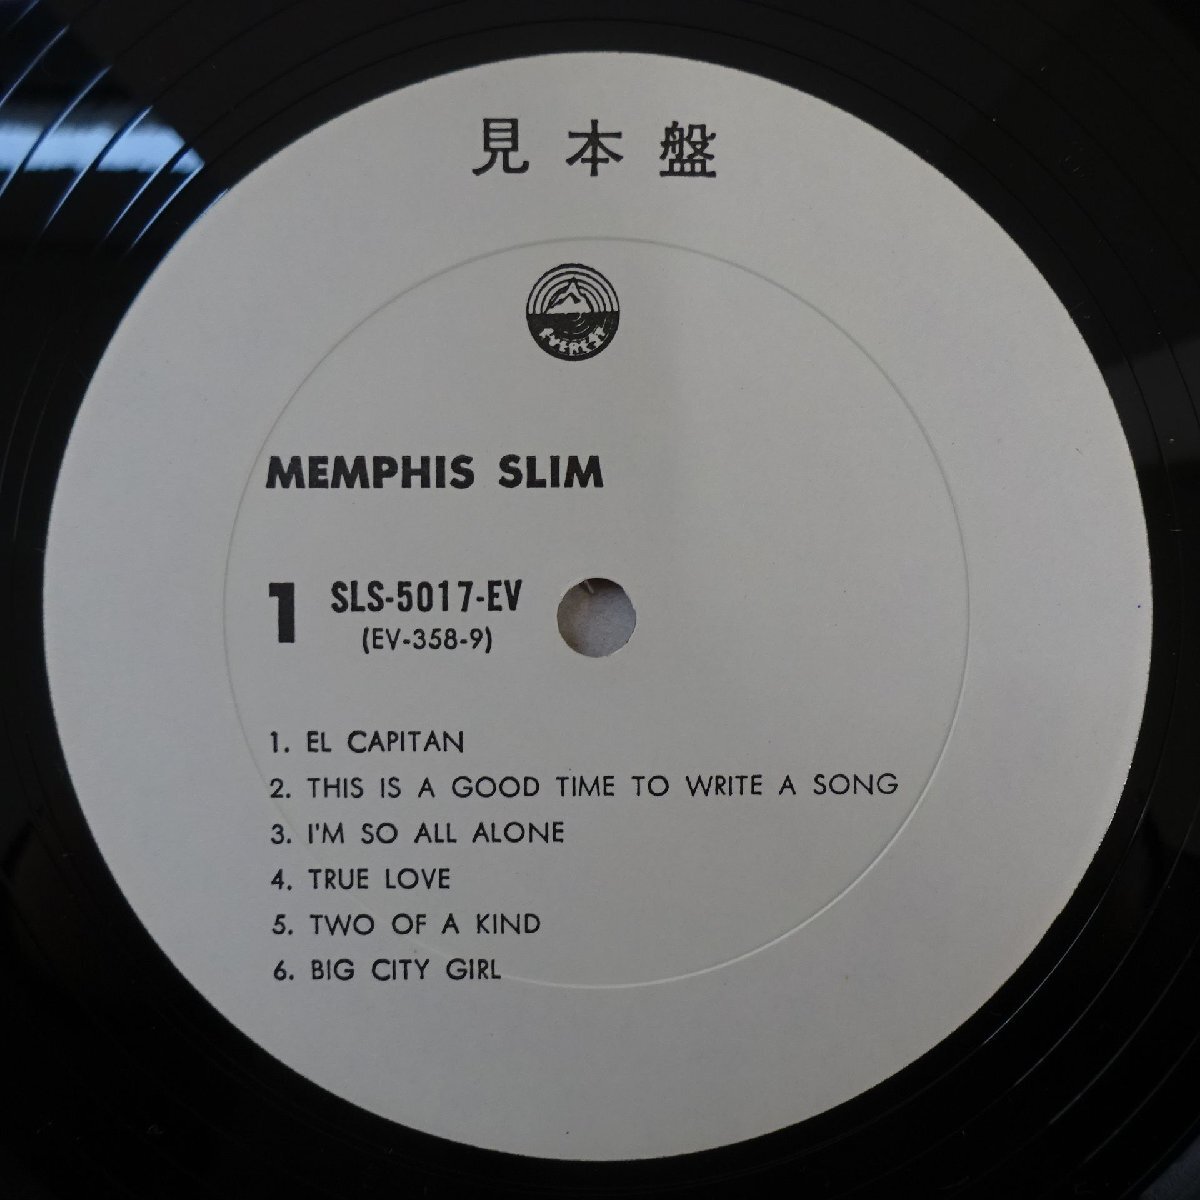 見本盤
EVEREST
MEMPHIS SLIM
1 SLS-5017-EV
(EV-358-9)
1. EL CAPITAN
2. THIS IS A GOOD TIME TO WRITE A SONG
3. I'M SO ALL ALONE
4. TRUE LOVE
5. TWO OF A KIND
6. BIG CITY GIRL